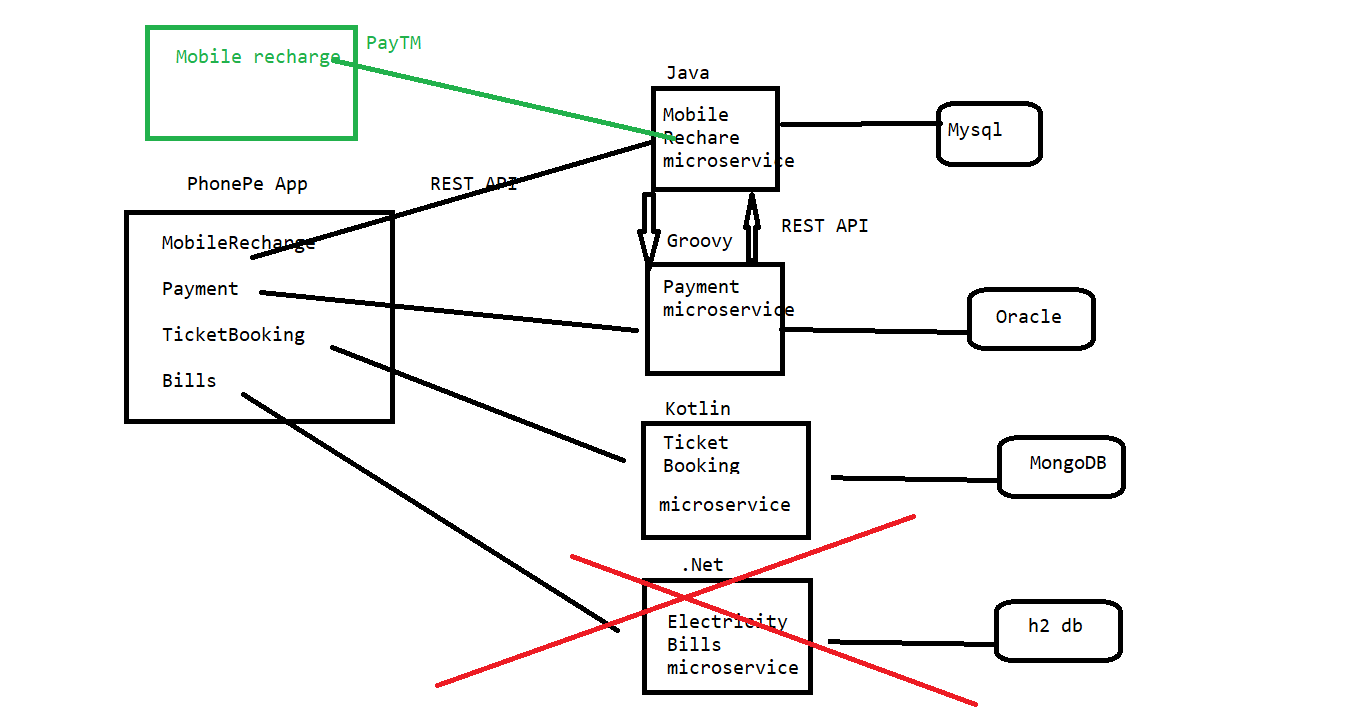 PayTM
Mobile recharge
Java
Mobile
Rechare
microservice
Mysql
PhonePe App
REST API
MobileRecharge
Payment
TicketBooking
Bills
REST API
Groovy
Payment
microservice
Oracle
Kotlin
Ticket
Booking
microservice
MongoDB
.Net
Electricity
Bills
microservice
h2 db